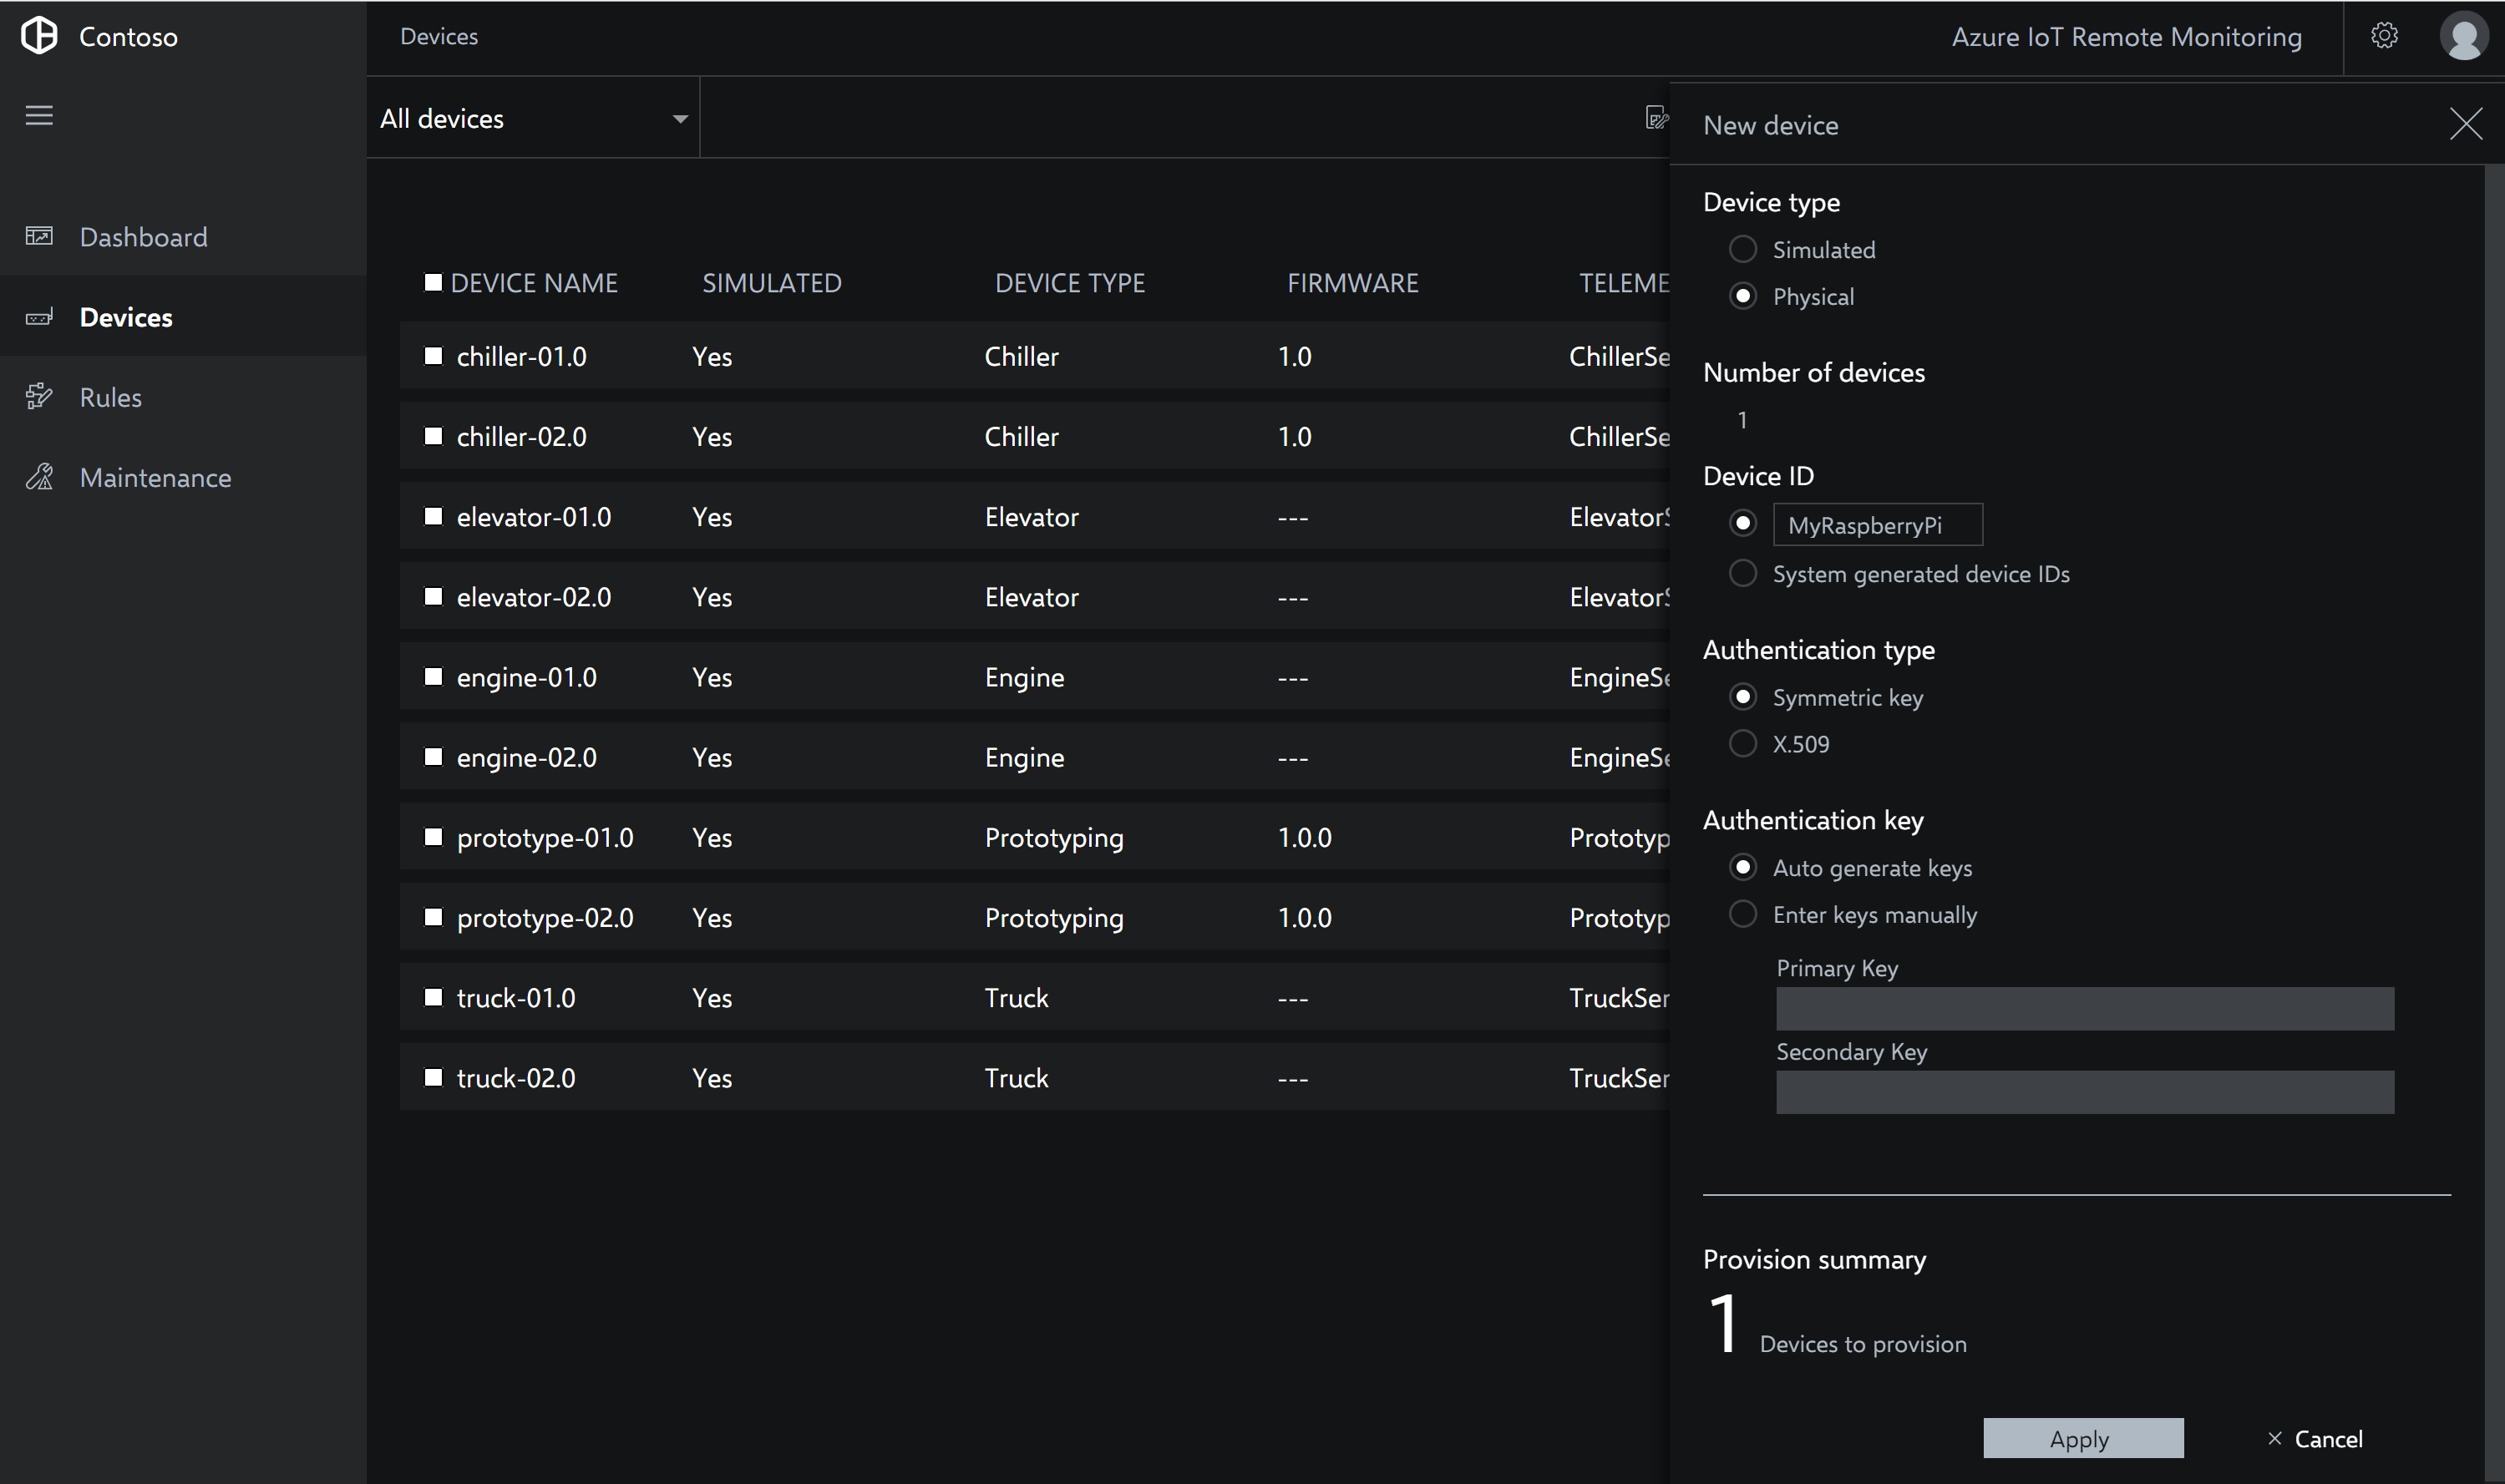 Contoso
Devices
Azure IoT Remote Monitoring
All devices
Dashboard
Devices
Rules
Maintenance
DEVICE NAME SIMULATED DEVICE TYPE FIRMWARE TELEME
chiller-01.0 Yes Chiller 1.0 ChillerSe
chiller-02.0 Yes Chiller 1.0 ChillerSe
elevator-01.0 Yes Elevator --- ElevatorS
elevator-02.0 Yes Elevator --- ElevatorS
engine-01.0 Yes Engine --- EngineSe
engine-02.0 Yes Engine --- EngineSe
prototype-01.0 Yes Prototyping 1.0.0 Prototyp
prototype-02.0 Yes Prototyping 1.0.0 Prototyp
truck-01.0 Yes Truck --- TruckSer
truck-02.0 Yes Truck --- TruckSer
New device
Device type
Simulated
Physical
Number of devices
1
Device ID
MyRaspberryPi
System generated device IDs
Authentication type
Symmetric key
X.509
Authentication key
Auto generate keys
Enter keys manually
Primary Key
Secondary Key
Provision summary
1 Devices to provision
Apply
Cancel